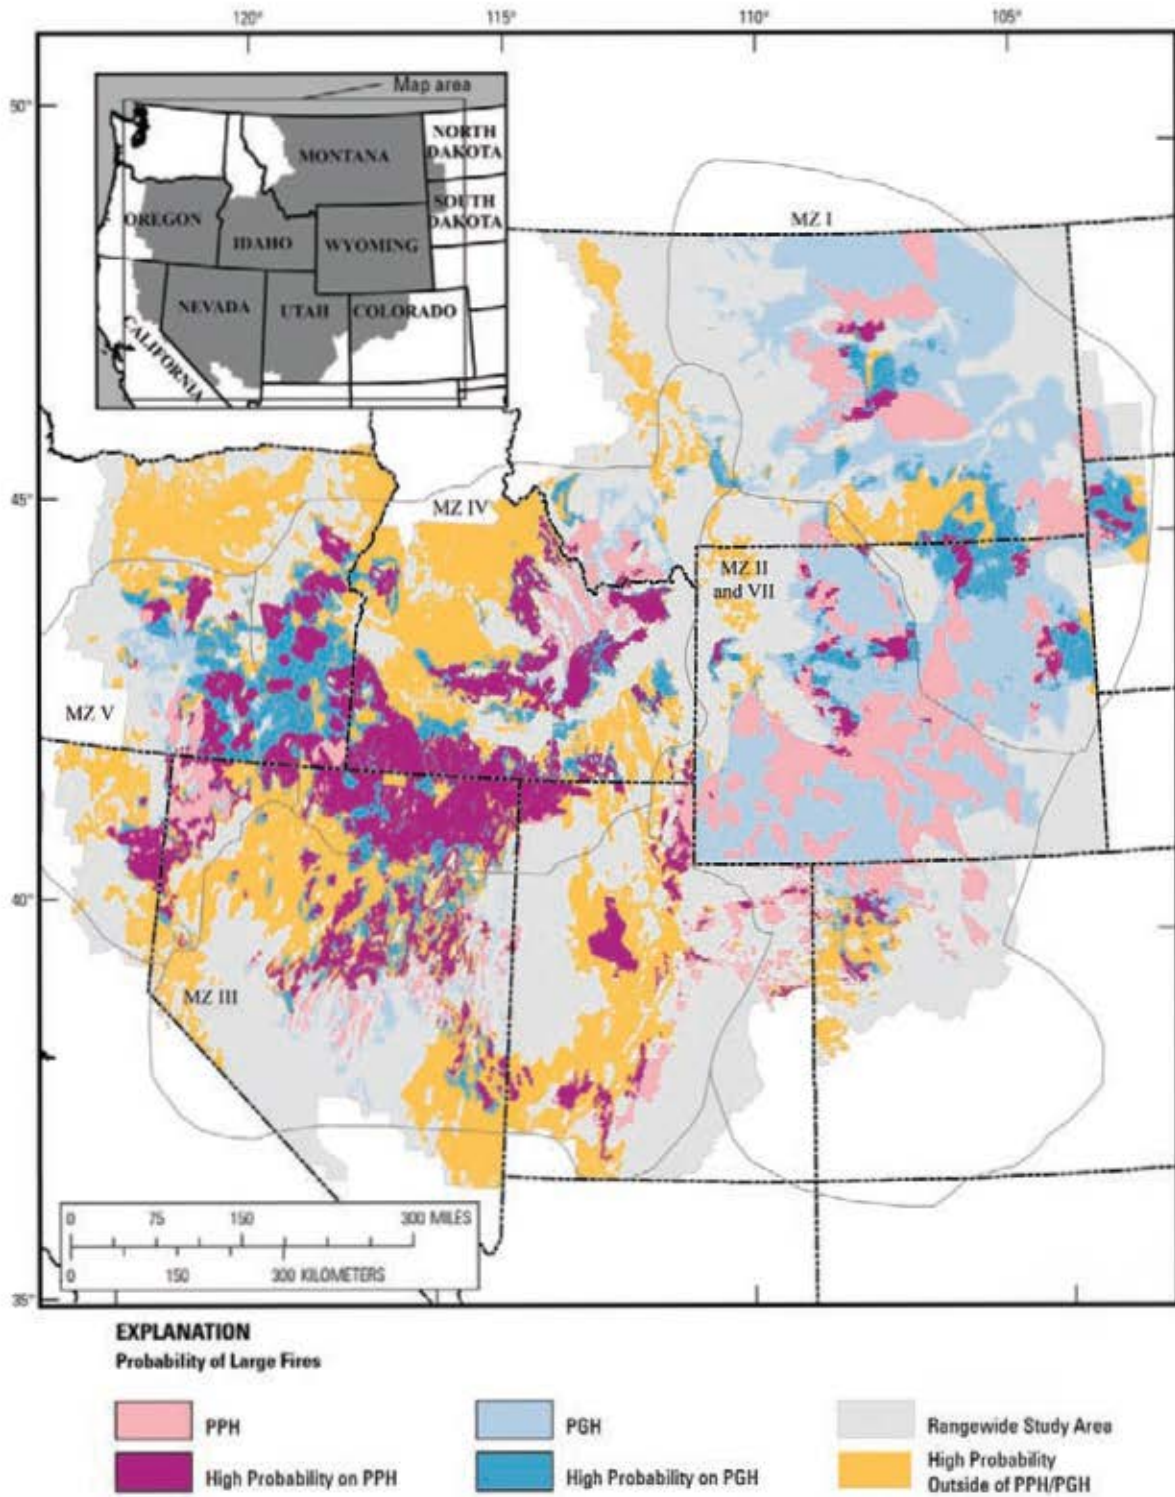 120°
115°
110°
105°
50°
Map area
NORTH
DAKOTA
MONTANA
SOUTH
DAKOTA
OREGON
IDAHO
WYOMING
NEVADA
UTAH
COLORADO
CALIFORNIA
MZ I
45°
MZ IV
MZ II
and VII
MZ V
40°
MZ III
0 75 150 300 MILES
0 150 300 KILOMETERS
35°
EXPLANATION
Probability of Large Fires
PPH
PGH
Rangewide Study Area
High Probability on PPH
High Probability on PGH
High Probability
Outside of PPH/PGH